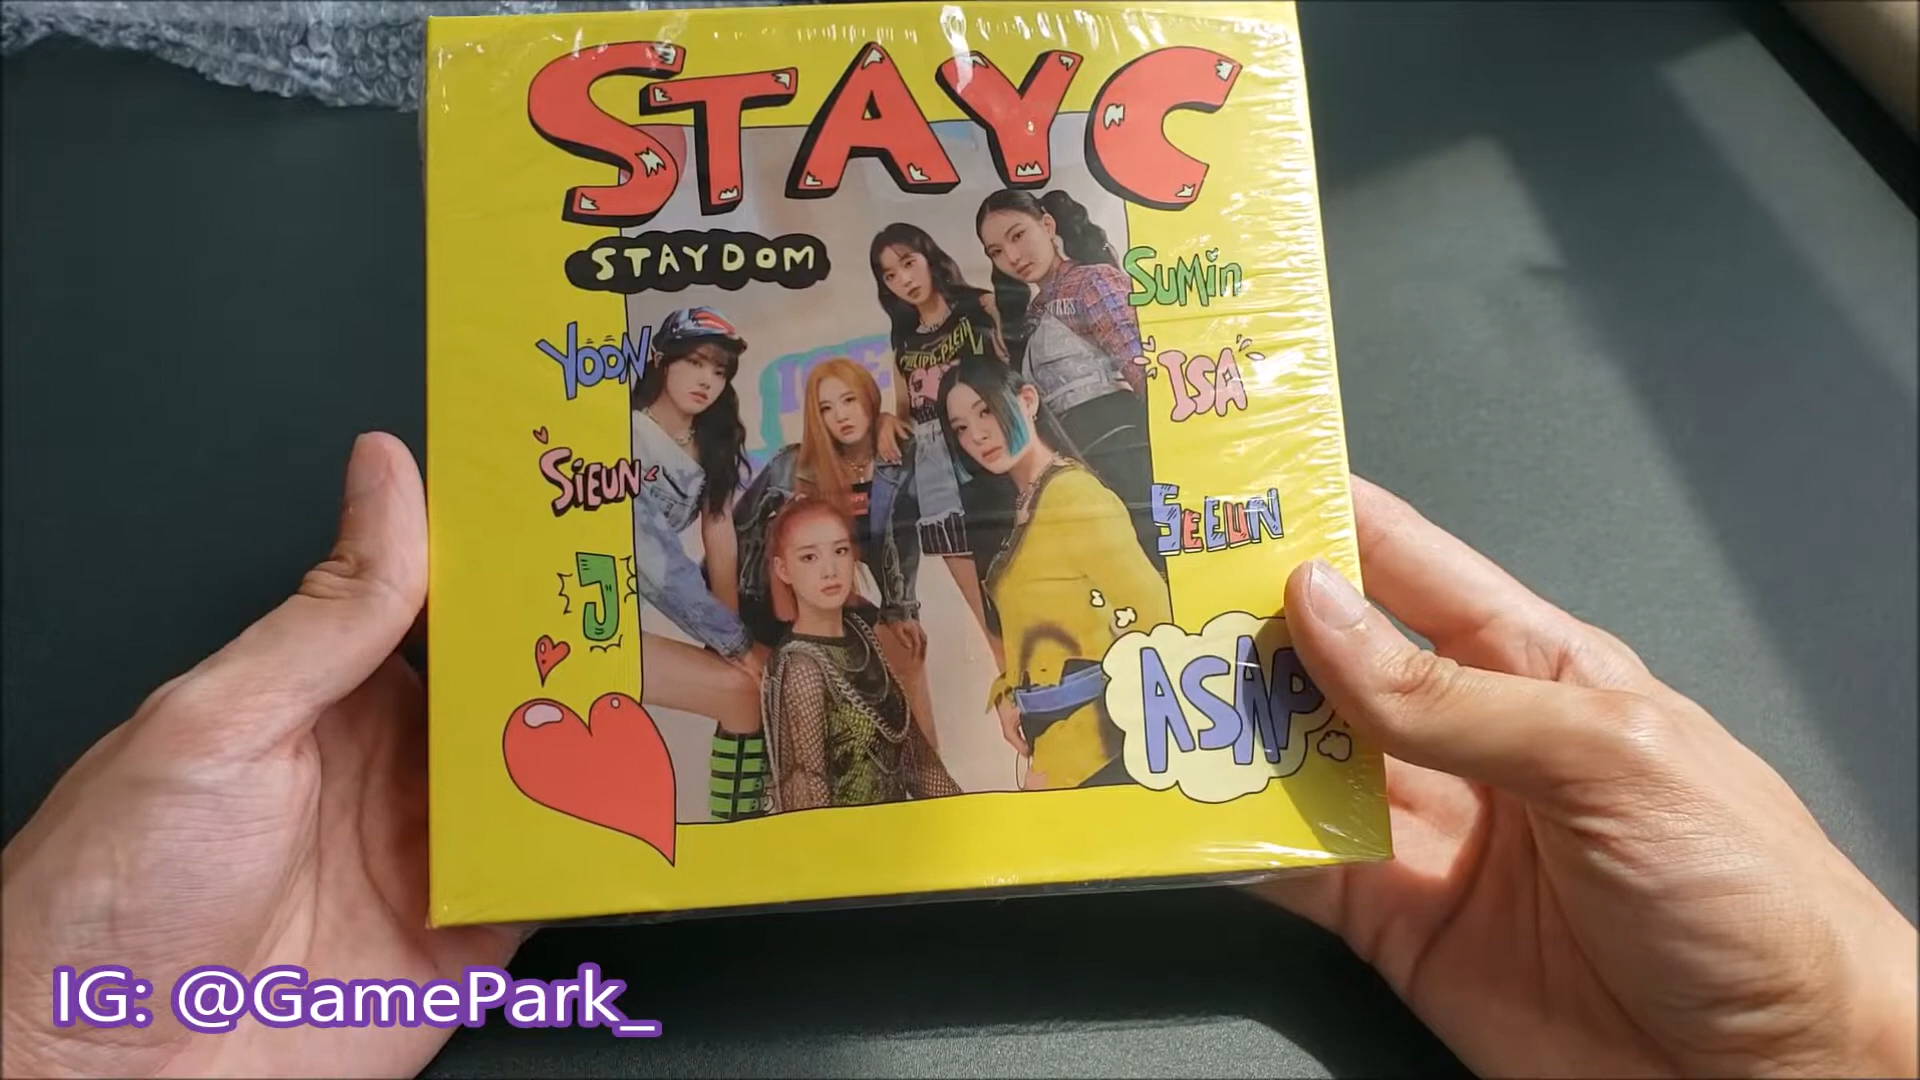 STAYC
STAYDOM
YOON
SUMiN
ISA
SiEUN
SEEUN
J
ASAP
IG: @GamePark_